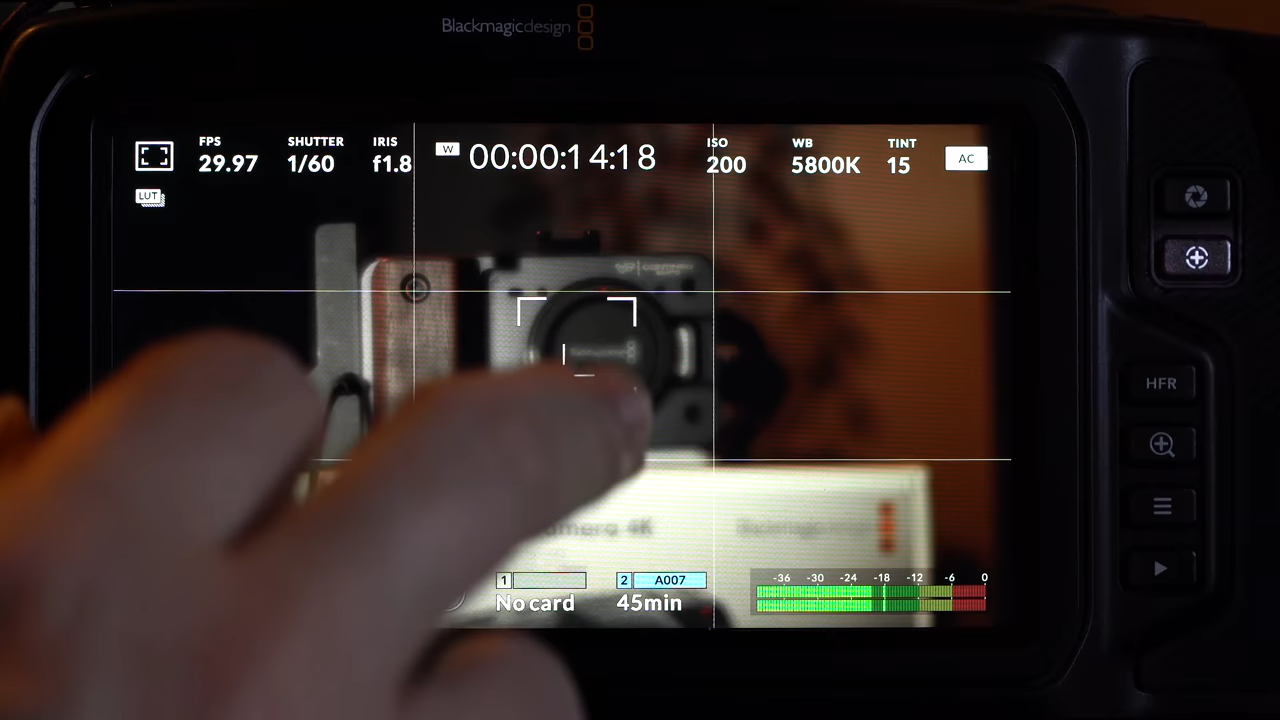 Blackmagicdesign
FPS SHUTTER IRIS W 00:00:14:18 ISO WB TINT AC
29.97 1/60 f1.8 200 5800K 15
LUT
HFR
4K
1 2 A007 -36 -30 -24 -18 -12 -6 0
No card 45min